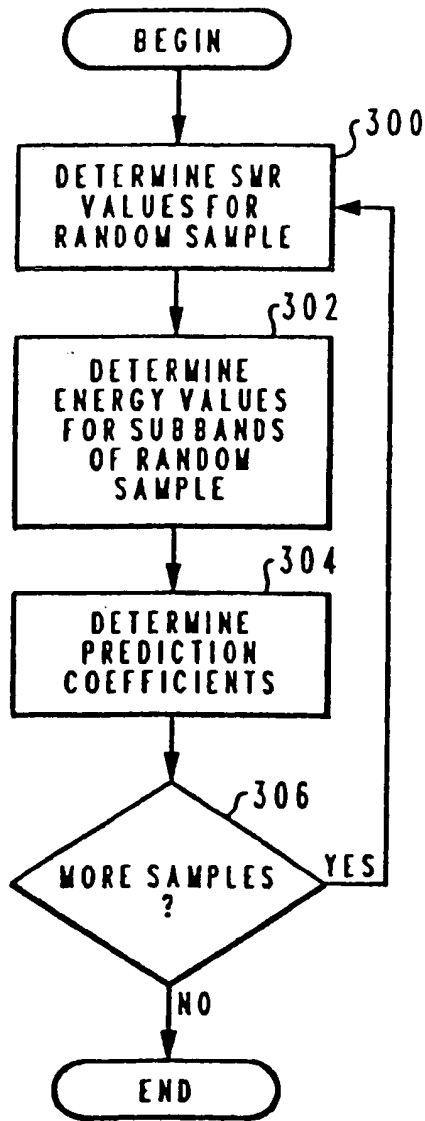 BEGIN
300
DETERMINE SMR
VALUES FOR
RANDOM SAMPLE
302
DETERMINE
ENERGY VALUES
FOR SUBBANDS
OF RANDOM
SAMPLE
304
DETERMINE
PREDICTION
COEFFICIENTS
306
MORE SAMPLES
?
YES
NO
END